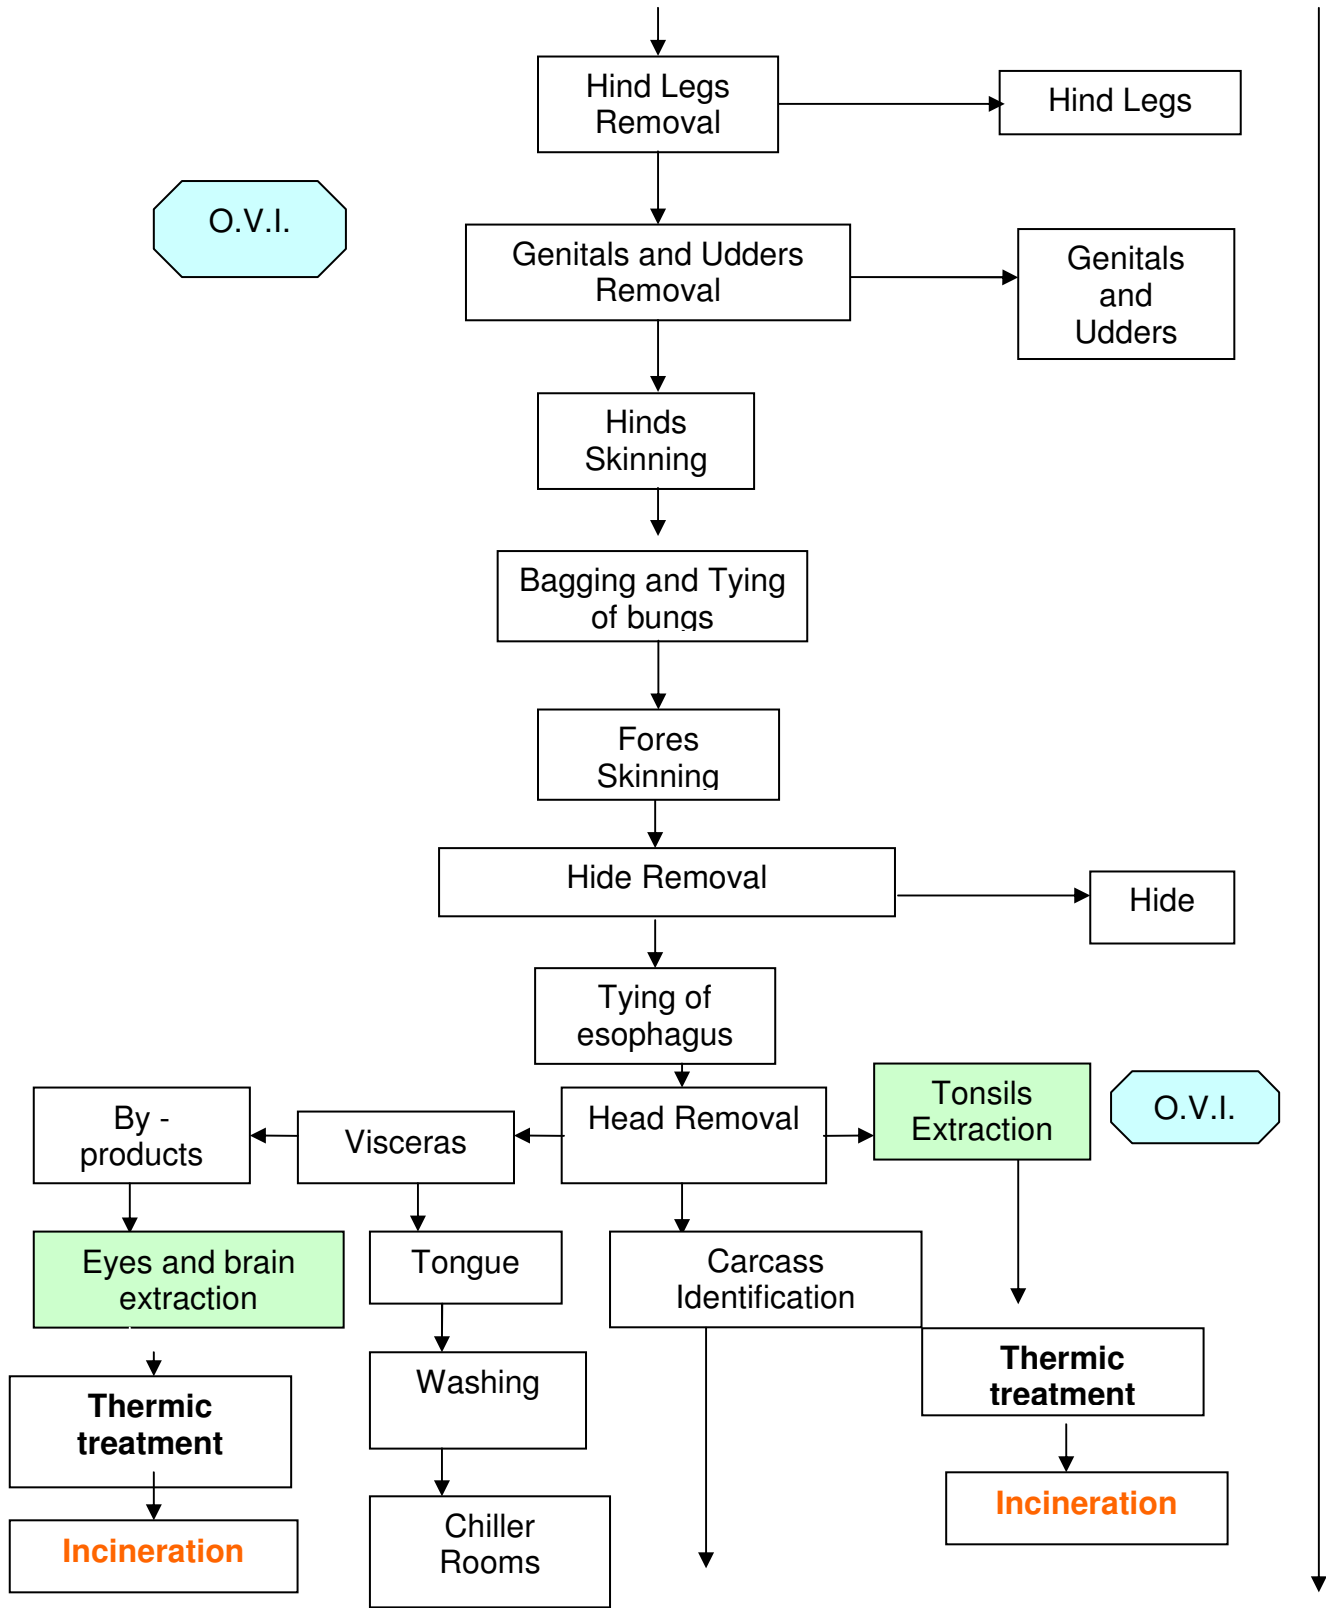 Hind Legs
Removal
Hind Legs
O.V.I.
Genitals and Udders
Removal
Genitals
and
Udders
Hinds
Skinning
Bagging and Tying
of bungs
Fores
Skinning
Hide Removal
Hide
Tying of
esophagus
By -
products
Visceras
Head Removal
Tonsils
Extraction
O.V.I.
Eyes and brain
extraction
Tongue
Carcass
Identification
Thermic
treatment
Washing
Thermic
treatment
Incineration
Chiller
Rooms
Incineration